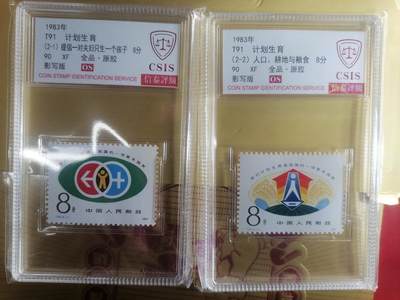 1983年
T91 计划生育
(2-1) 提倡一对夫妇只生一个孩子 8分
90 XF 全品·原胶
影写版 OS
CSIS
信泰评级
COIN STAMP IDENTIFICATION SERVICE
8分
中国人民邮政
1983年
T91 计划生育
(2-2) 人口、耕地与粮食 8分
90 XF 全品·原胶
影写版 OS
CSIS
信泰評級
COIN STAMP IDENTIFICATION SERVICE
8分
中国人民邮政